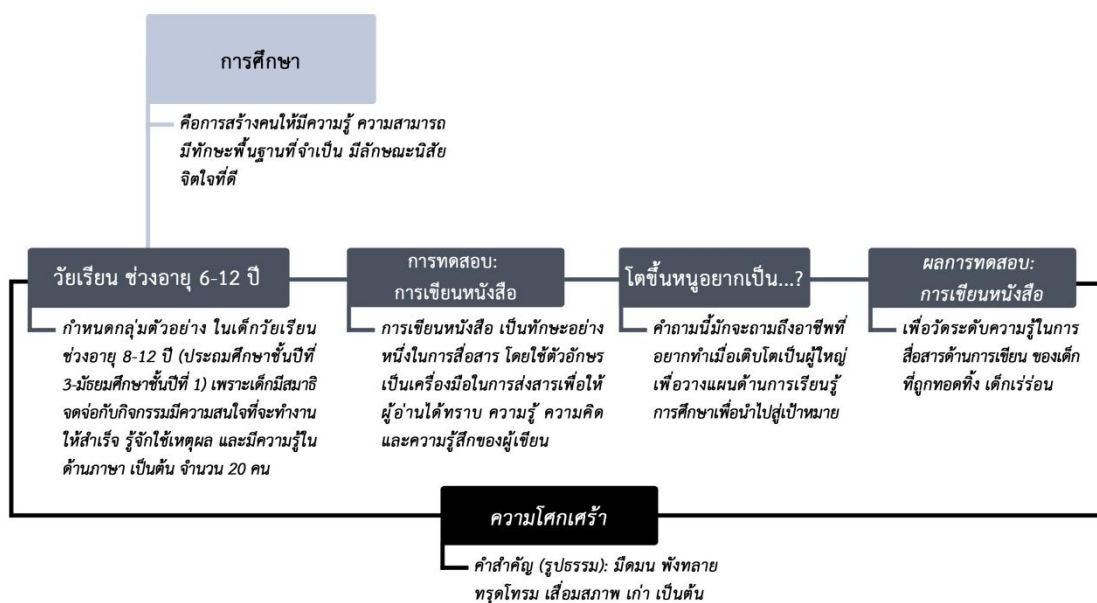 การศึกษา
คือการสร้างคนให้มีความรู้ ความสามารถ
มีทักษะพื้นฐานที่จำเป็น มีลักษณะนิสัย
จิตใจที่ดี
วัยเรียน ช่วงอายุ 6-12 ปี
กำหนดกลุ่มตัวอย่าง ในเด็กวัยเรียน
ช่วงอายุ 8-12 ปี (ประถมศึกษาชั้นปีที่
3-มัธยมศึกษาชั้นปีที่ 1) เพราะเด็กมีสมาธิ
จดจ่อกับกิจกรรมมีความสนใจที่จะทำงาน
ให้สำเร็จ รู้จักใช้เหตุผล และมีความรู้ใน
ด้านภาษา เป็นต้น จำนวน 20 คน
การทดสอบ:
การเขียนหนังสือ
การเขียนหนังสือ เป็นทักษะอย่าง
หนึ่งในการสื่อสาร โดยใช้ตัวอักษร
เป็นเครื่องมือในการส่งสารเพื่อให้
ผู้อ่านได้ทราบ ความรู้ ความคิด
และความรู้สึกของผู้เขียน
โตขึ้นหนูอยากเป็น...?
คำถามนี้มักจะถามถึงอาชีพที่
อยากทำเมื่อเติบโตเป็นผู้ใหญ่
เพื่อวางแผนด้านการเรียนรู้
การศึกษาเพื่อนำไปสู่เป้าหมาย
ผลการทดสอบ:
การเขียนหนังสือ
เพื่อวัดระดับความรู้ในการ
สื่อสารด้านการเขียน ของเด็ก
ที่ถูกทอดทิ้ง เด็กเร่ร่อน
ความโศกเศร้า
คำสำคัญ (รูปธรรม): มืดมน พังทลาย
ทรุดโทรม เสื่อมสภาพ เก่า เป็นต้น